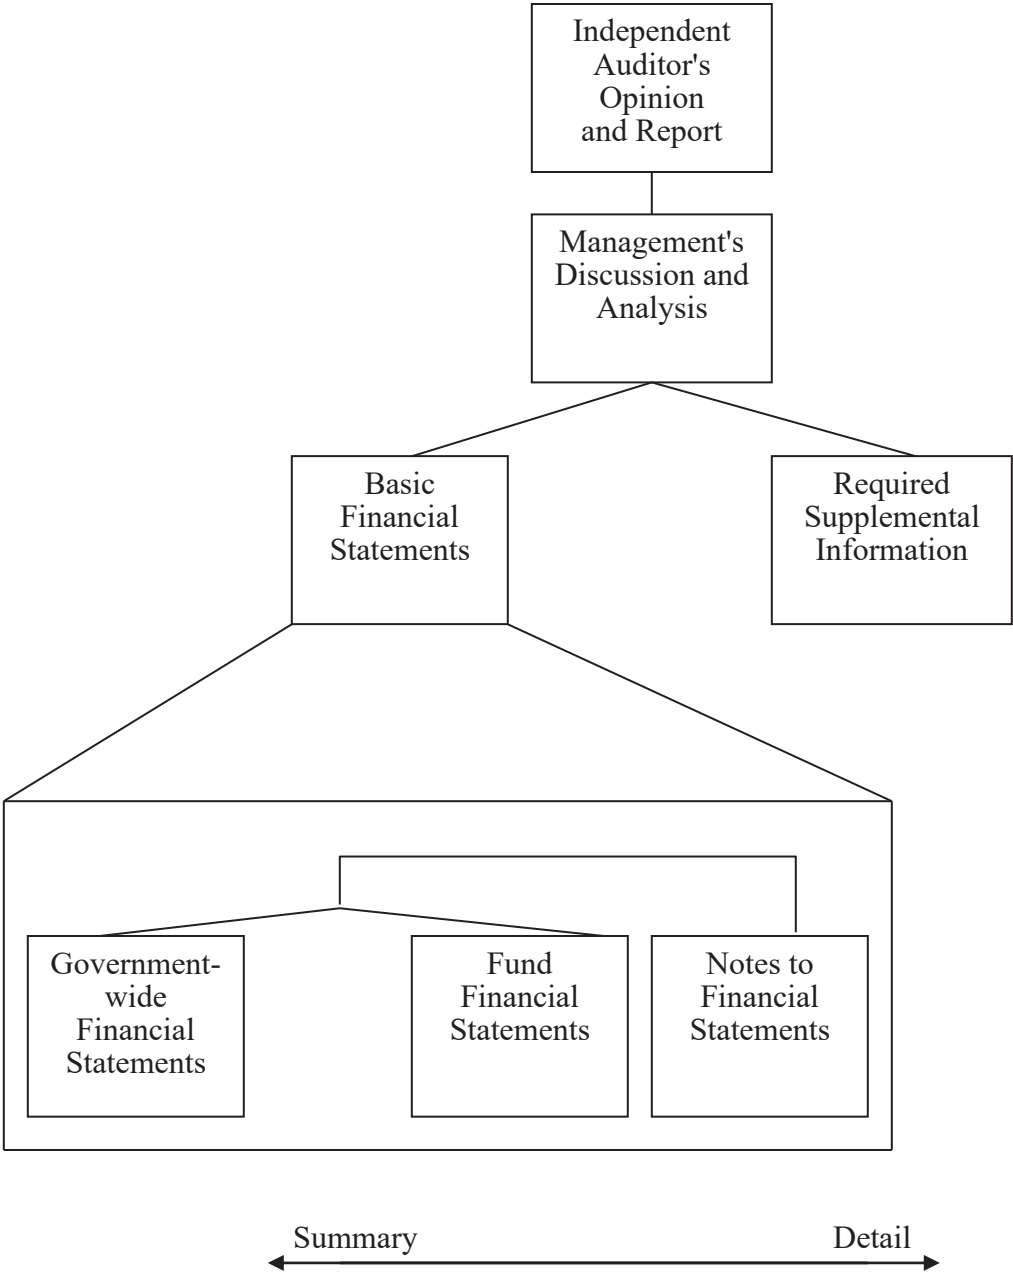 Independent
Auditor's
Opinion
and Report
Management's
Discussion and
Analysis
Basic
Financial
Statements
Required
Supplemental
Information
Government-
wide
Financial
Statements
Fund
Financial
Statements
Notes to
Financial
Statements
Summary
Detail